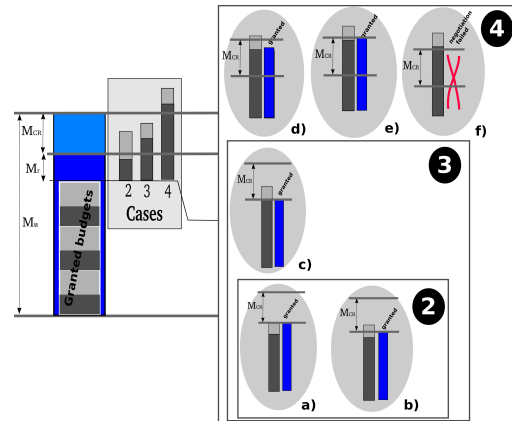 4
granted
MCR
d)
granted
MCR
e)
negotiation
failed
MCR
f)
MCR
Mr
Mu
Granted budgets
2 3 4
Cases
3
granted
MCR
c)
2
granted
MCR
a)
granted
MCR
b)